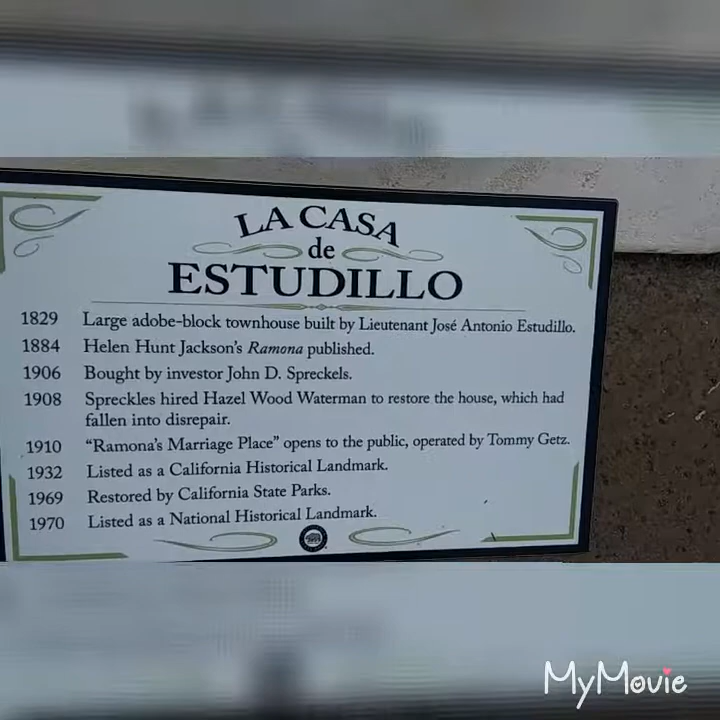 LA CASA
de
ESTUDILLO
1829 Large adobe-block townhouse built by Lieutenant José Antonio Estudillo.
1884 Helen Hunt Jackson's Ramona published.
1906 Bought by investor John D. Spreckels.
1908 Spreckles hired Hazel Wood Waterman to restore the house, which had
fallen into disrepair.
1910 "Ramona's Marriage Place" opens to the public, operated by Tommy Getz.
1932 Listed as a California Historical Landmark.
1969 Restored by California State Parks.
1970 Listed as a National Historical Landmark.
MyMovie